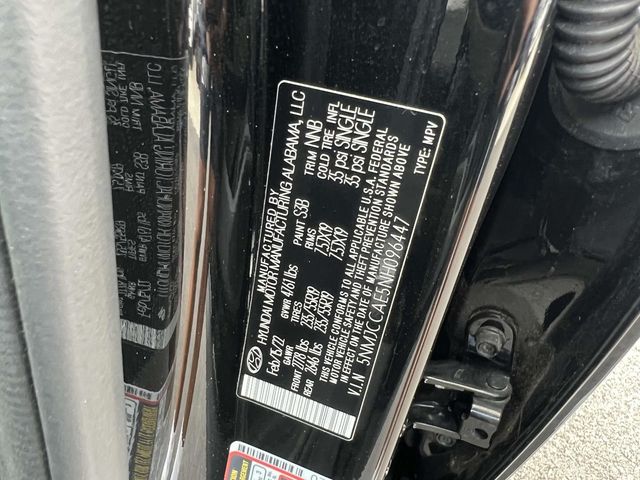 MANUFACTURED BY
HYUNDAI MOTOR MANUFACTURING ALABAMA, LLC
Feb/15/22 GVWR 4761 lbs PAINT S3B TRIM NNB
GAWR TIRES RIMS COLD TIRE INFL
FRONT 2778 lbs 235/55R19 7.5JX19 35 psi SINGLE
REAR 2646 lbs 235/55R19 7.5JX19 35 psi SINGLE
THIS VEHICLE CONFORMS TO ALL APPLICABLE U.S.A. FEDERAL
MOTOR VEHICLE SAFETY AND THEFT PREVENTION STANDARDS
IN EFFECT ON THE DATE OF MANUFACTURE SHOWN ABOVE
V.I.N 5NMJCCAE5NH096447 TYPE: MPV